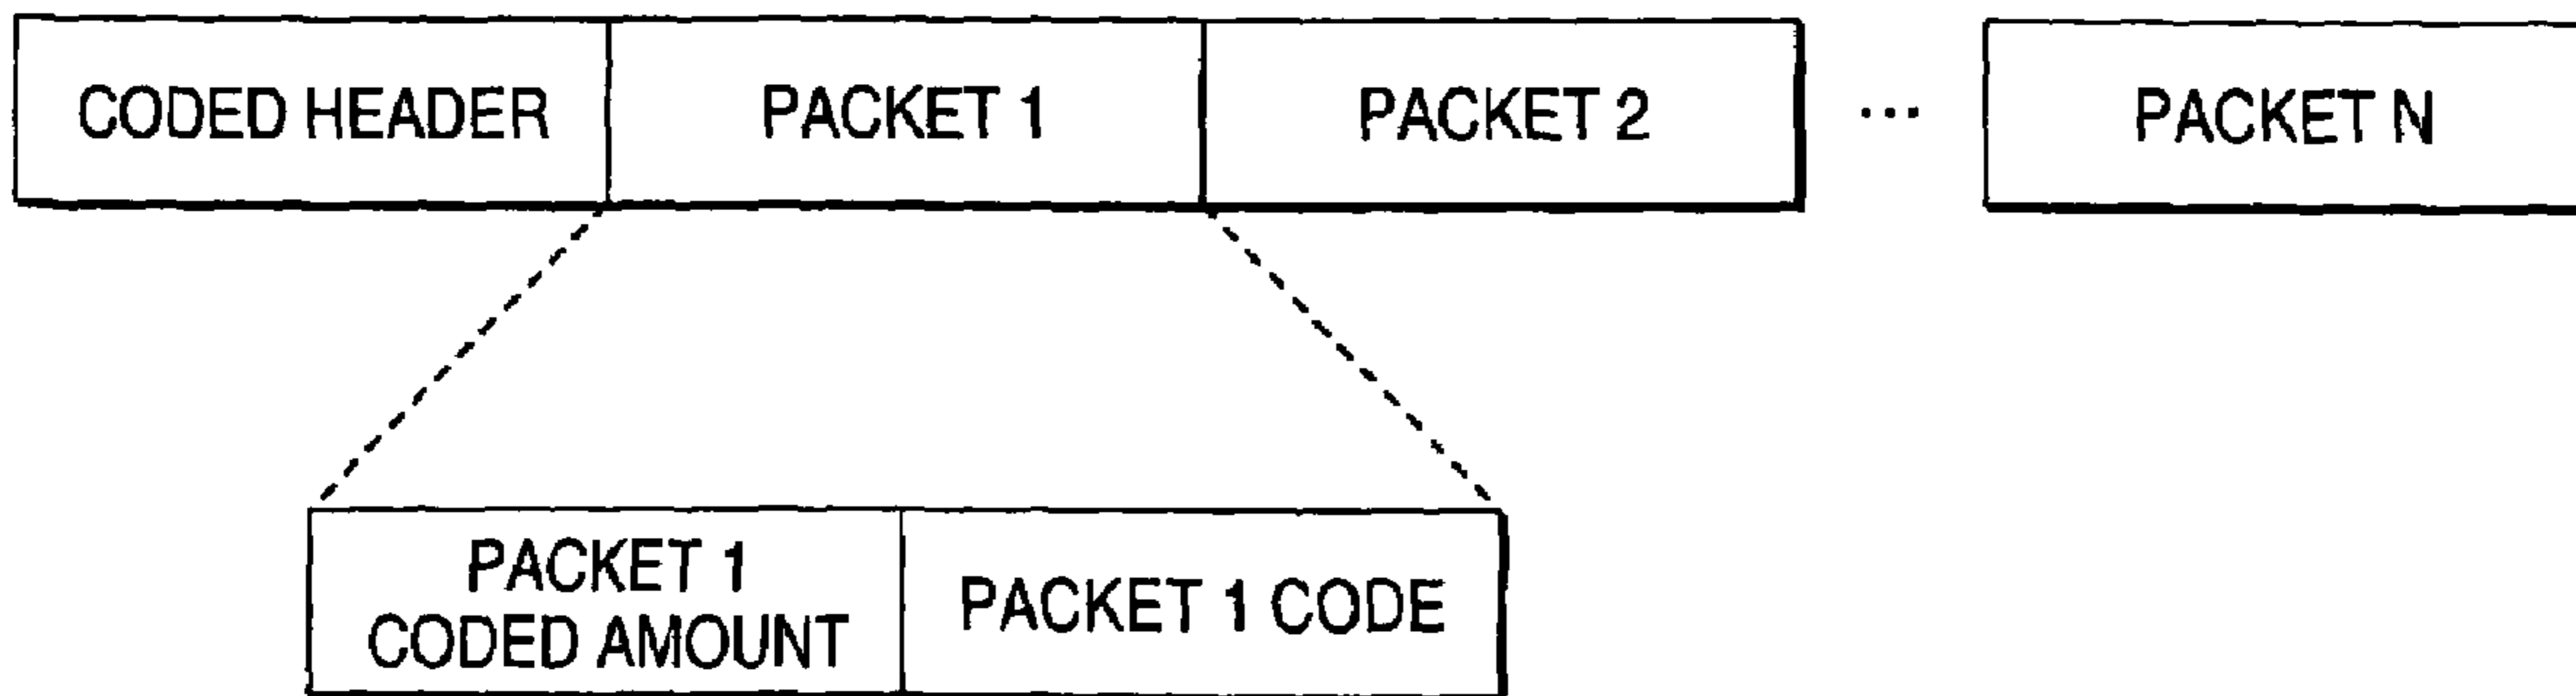 CODED HEADER PACKET 1 PACKET 2 ... PACKET N
PACKET 1
CODED AMOUNT
PACKET 1 CODE